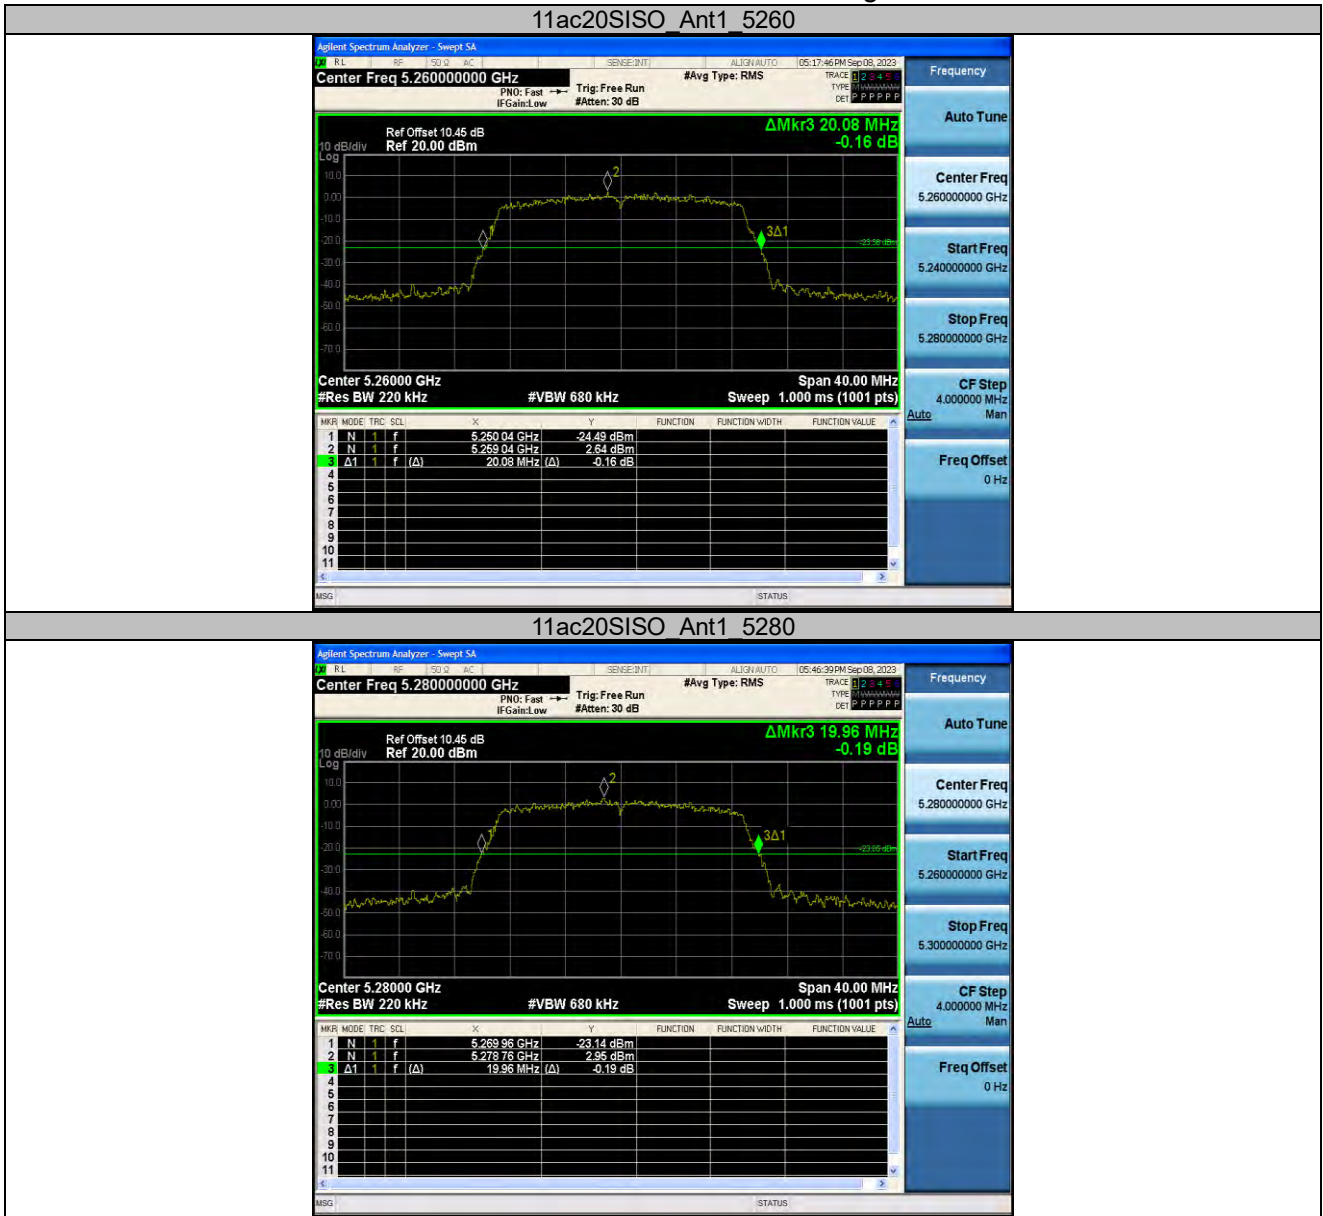 11ac20SISO_Ant1_5260
Agilent Spectrum Analyzer - Swept SA
RL RF 50 Ω AC SENSE:INT ALIGN AUTO 05:17:46 PM Sep 08, 2023
Center Freq 5.260000000 GHz #Avg Type: RMS TRACE 1 2 3 4 5 6
PNO: Fast Trig: Free Run TYPE M
IFGain:Low #Atten: 30 dB DET P P P P P P
ΔMkr3 20.08 MHz
-0.16 dB
Ref Offset 10.45 dB
10 dB/div Ref 20.00 dBm
Log
10.0
0.00
-10.0
-20.0
-30.0
-40.0
-50.0
-60.0
-70.0
2
3Δ1
-23.36 dBm
Center 5.26000 GHz Span 40.00 MHz
#Res BW 220 kHz #VBW 680 kHz Sweep 1.000 ms (1001 pts)
MKR MODE TRC SCL X Y FUNCTION FUNCTION WIDTH FUNCTION VALUE
1 N 1 f 5.250 04 GHz -24.49 dBm
2 N 1 f 5.259 04 GHz 2.64 dBm
3 Δ1 1 f (Δ) 20.08 MHz (Δ) -0.16 dB
4
5
6
7
8
9
10
11
MSG STATUS
Frequency
Auto Tune
Center Freq
5.260000000 GHz
Start Freq
5.240000000 GHz
Stop Freq
5.280000000 GHz
CF Step
4.000000 MHz
Auto Man
Freq Offset
0 Hz
11ac20SISO_Ant1_5280
Agilent Spectrum Analyzer - Swept SA
RL RF 50 Ω AC SENSE:INT ALIGN AUTO 05:46:39 PM Sep 08, 2023
Center Freq 5.280000000 GHz #Avg Type: RMS TRACE 1 2 3 4 5 6
PNO: Fast Trig: Free Run TYPE M
IFGain:Low #Atten: 30 dB DET P P P P P P
ΔMkr3 19.96 MHz
-0.19 dB
Ref Offset 10.45 dB
10 dB/div Ref 20.00 dBm
Log
10.0
0.00
-10.0
-20.0
-30.0
-40.0
-50.0
-60.0
-70.0
2
1
3Δ1
-23.05 dBm
Center 5.28000 GHz Span 40.00 MHz
#Res BW 220 kHz #VBW 680 kHz Sweep 1.000 ms (1001 pts)
MKR MODE TRC SCL X Y FUNCTION FUNCTION WIDTH FUNCTION VALUE
1 N 1 f 5.269 96 GHz -23.14 dBm
2 N 1 f 5.278 76 GHz 2.95 dBm
3 Δ1 1 f (Δ) 19.96 MHz (Δ) -0.19 dB
4
5
6
7
8
9
10
11
MSG STATUS
Frequency
Auto Tune
Center Freq
5.280000000 GHz
Start Freq
5.260000000 GHz
Stop Freq
5.300000000 GHz
CF Step
4.000000 MHz
Auto Man
Freq Offset
0 Hz